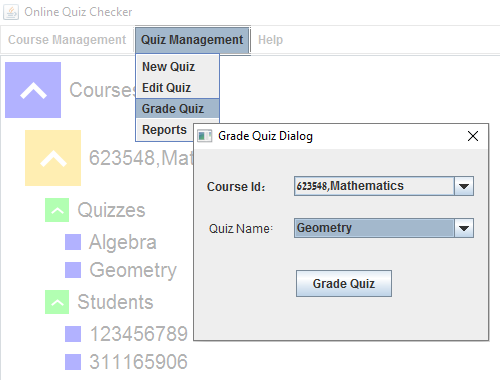 Online Quiz Checker
Course Management Quiz Management Help
New Quiz
Edit Quiz
Grade Quiz
Reports
Courses
623548,Mat
Quizzes
Algebra
Geometry
Students
123456789
311165906
Grade Quiz Dialog
Course Id:
623548,Mathematics
Quiz Name:
Geometry
Grade Quiz